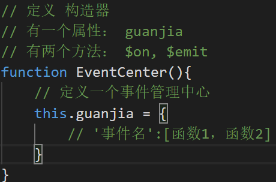 // 定义 构造器
// 有一个属性： guanjia
// 有两个方法： $on, $emit
function EventCenter(){
// 定义一个事件管理中心
this.guanjia = {
// '事件名':[函数1，函数2]
}
}